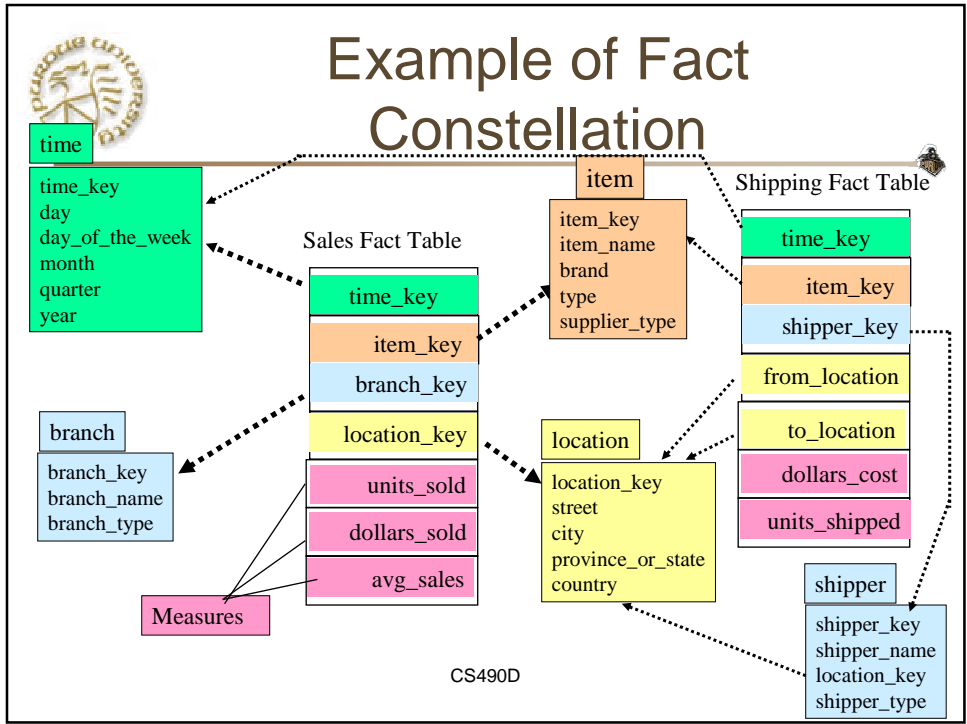 Example of Fact
Constellation
PURDUE UNIVERSITY
time
time_key
day
day_of_the_week
month
quarter
year
Sales Fact Table
time_key
item_key
branch_key
location_key
units_sold
dollars_sold
avg_sales
Measures
branch
branch_key
branch_name
branch_type
item
item_key
item_name
brand
type
supplier_type
location
location_key
street
city
province_or_state
country
Shipping Fact Table
time_key
item_key
shipper_key
from_location
to_location
dollars_cost
units_shipped
shipper
shipper_key
shipper_name
location_key
shipper_type
CS490D